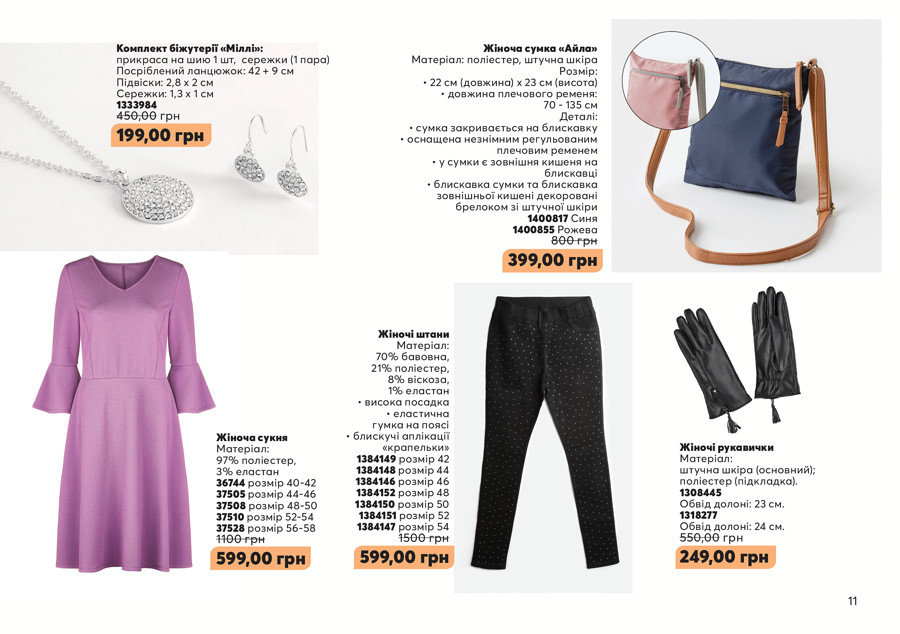 Комплект біжутерії «Міллі»:
прикраса на шию 1 шт,  сережки (1 пара)
Посріблений ланцюжок: 42 + 9 см
Підвіски: 2,8 х 2 см
Сережки: 1,3 х 1 см
1333984
450,00 грн
199,00 грн
Жіноча сумка «Айла»
Матеріал: поліестер, штучна шкіра
Розмір:
• 22 см (довжина) х 23 см (висота)
• довжина плечового ременя:
70 - 135 см
Деталі:
• сумка закривається на блискавку
• оснащена незнімним регульованим
плечовим ременем
• у сумки є зовнішня кишеня на
блискавці
• блискавка сумки та блискавка
зовнішньої кишені декоровані
брелоком зі штучної шкіри
1400817 Синя
1400855 Рожева
800 грн
399,00 грн
Жіноча сукня
Матеріал:
97% поліестер,
3% еластан
36744 розмір 40-42
37505 розмір 44-46
37508 розмір 48-50
37510 розмір 52-54
37528 розмір 56-58
1100 грн
599,00 грн
Жіночі штани
Матеріал:
70% бавовна,
21% поліестер,
8% віскоза,
1% еластан
• висока посадка
• еластична
гумка на поясі
• блискучі аплікації
«крапельки»
1384149 розмір 42
1384148 розмір 44
1384146 розмір 46
1384152 розмір 48
1384150 розмір 50
1384151 розмір 52
1384147 розмір 54
1500 грн
599,00 грн
Жіночі рукавички
Матеріал:
штучна шкіра (основний);
поліестер (підкладка).
1308445
Обвід долоні: 23 см.
1318277
Обвід долоні: 24 см.
550,00 грн
249,00 грн
11